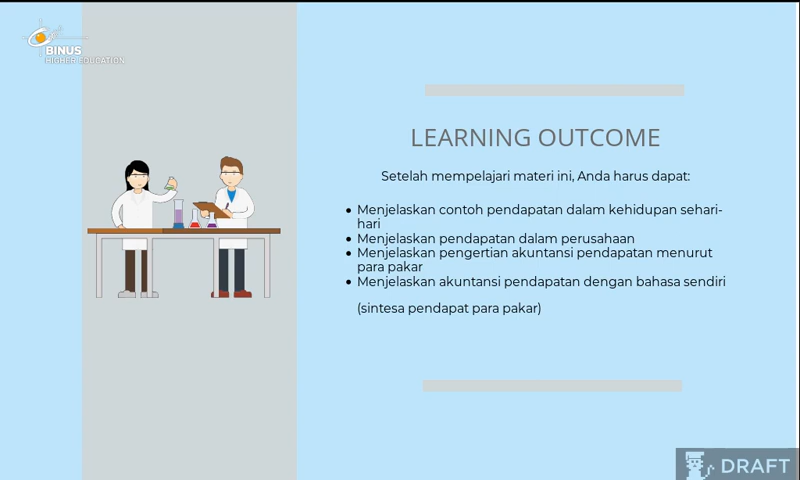 BINUS
HIGHER EDUCATION
LEARNING OUTCOME
Setelah mempelajari materi ini, Anda harus dapat:
• Menjelaskan contoh pendapatan dalam kehidupan sehari-
hari
• Menjelaskan pendapatan dalam perusahaan
• Menjelaskan pengertian akuntansi pendapatan menurut
para pakar
• Menjelaskan akuntansi pendapatan dengan bahasa sendiri
(sintesa pendapat para pakar)
DRAFT